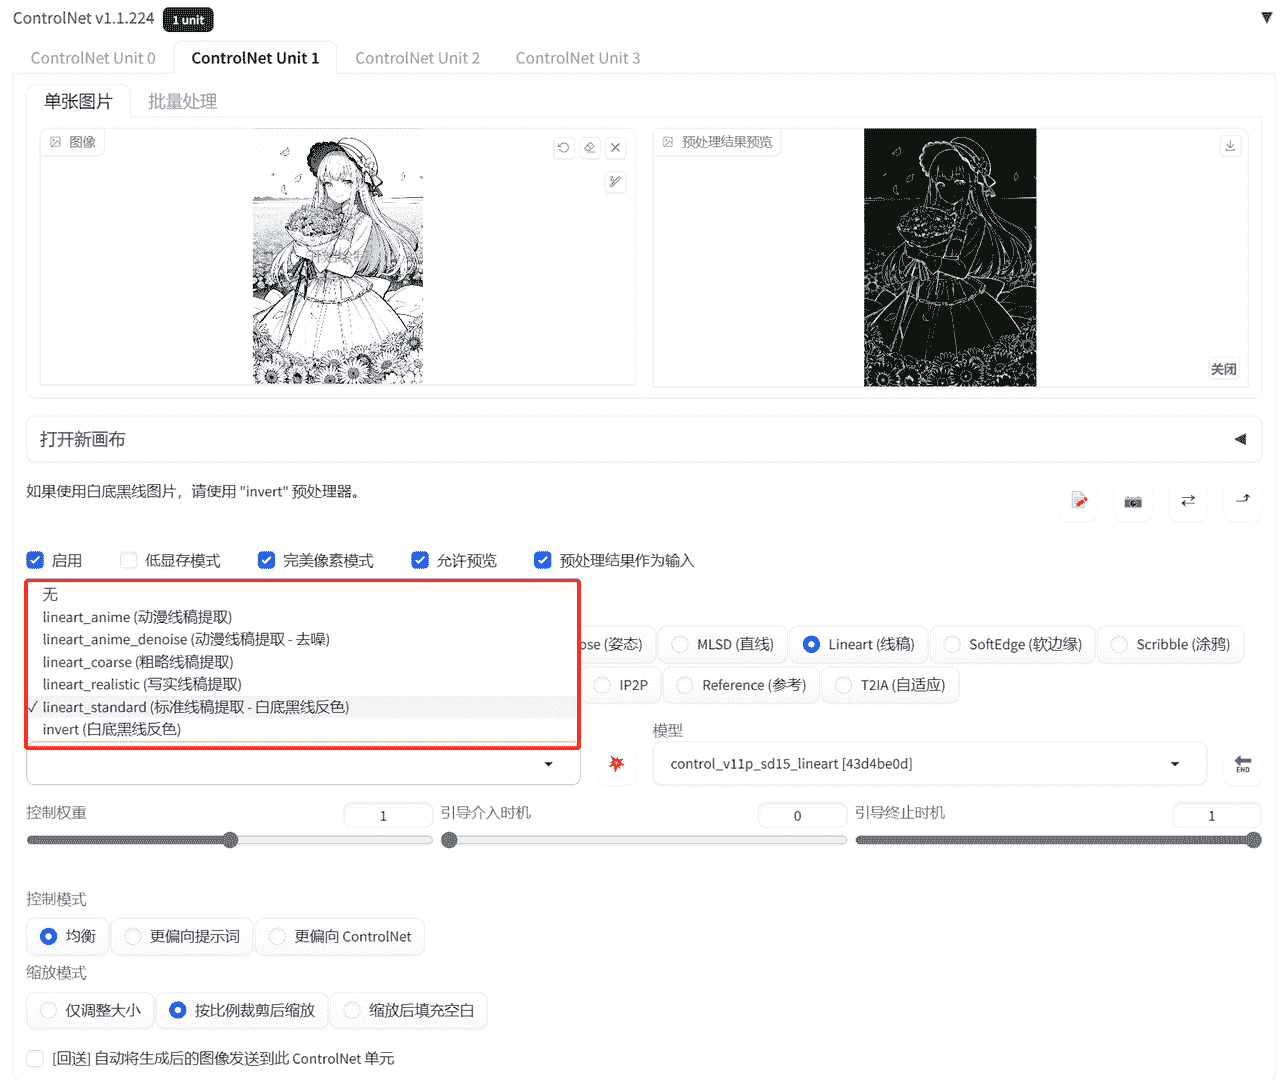 ControlNet v1.1.224 1 unit
ControlNet Unit 0 ControlNet Unit 1 ControlNet Unit 2 ControlNet Unit 3
单张图片 批量处理
图像 预处理结果预览
关闭
打开新画布
如果使用白底黑线图片，请使用 "invert" 预处理器。
启用 低显存模式 完美像素模式 允许预览 预处理结果作为输入
无
lineart_anime (动漫线稿提取)
lineart_anime_denoise (动漫线稿提取 - 去噪)
lineart_coarse (粗略线稿提取)
lineart_realistic (写实线稿提取)
✓ lineart_standard (标准线稿提取 - 白底黑线反色)
invert (白底黑线反色)
ose (姿态) MLSD (直线) Lineart (线稿) SoftEdge (软边缘) Scribble (涂鸦)
IP2P Reference (参考) T2IA (自适应)
模型
control_v11p_sd15_lineart [43d4be0d]
END
控制权重 1 引导介入时机 0 引导终止时机 1
控制模式
均衡 更偏向提示词 更偏向 ControlNet
缩放模式
仅调整大小 按比例裁剪后缩放 缩放后填充空白
[回送] 自动将生成后的图像发送到此 ControlNet 单元